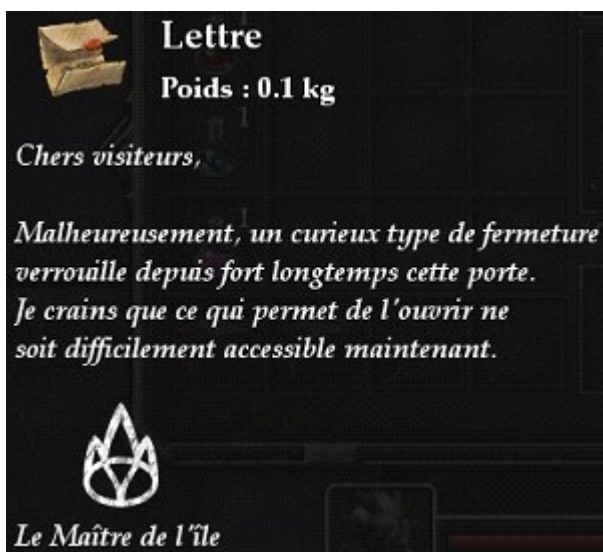 Lettre
Poids : 0.1 kg
Chers visiteurs,
Malheureusement, un curieux type de fermeture
verrouille depuis fort longtemps cette porte.
Je crains que ce qui permet de l'ouvrir ne
soit difficilement accessible maintenant.
Le Maître de l'île